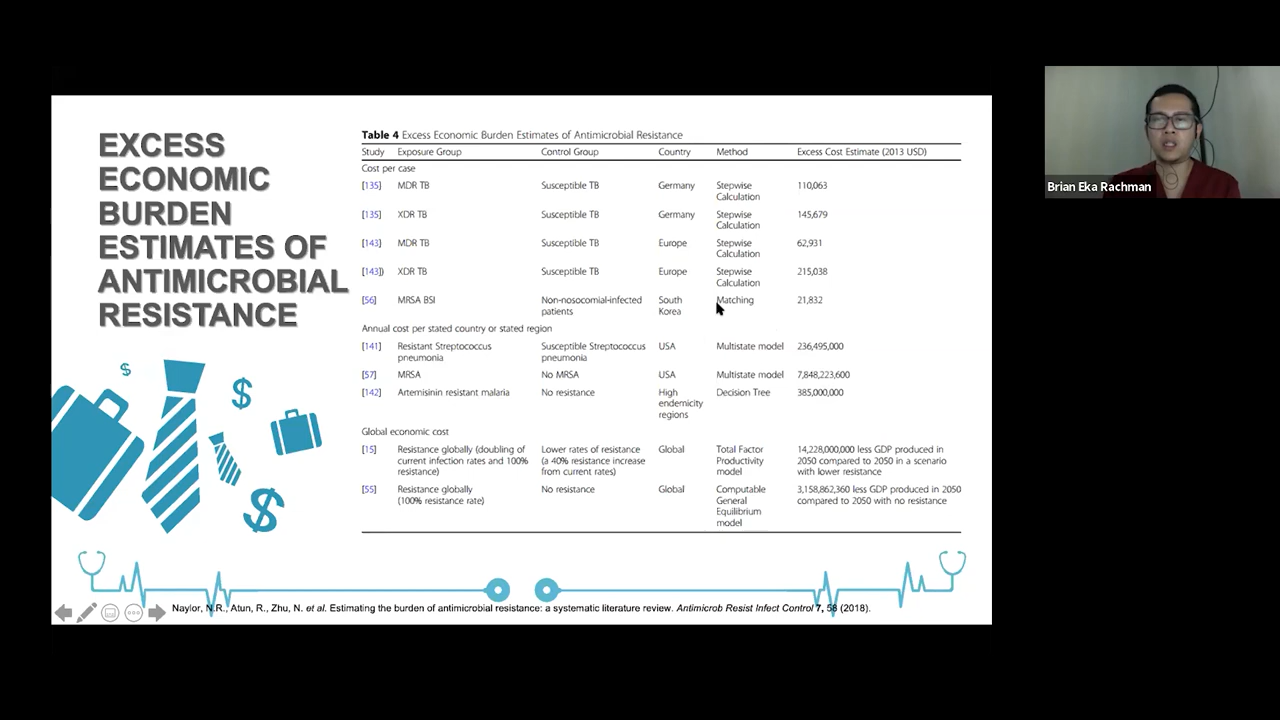 EXCESS
ECONOMIC
BURDEN
ESTIMATES OF
ANTIMICROBIAL
RESISTANCE
Table 4 Excess Economic Burden Estimates of Antimicrobial Resistance
Study Exposure Group Control Group Country Method Excess Cost Estimate (2013 USD)
Cost per case
[135] MDR TB Susceptible TB Germany Stepwise 110,063
Calculation
[135] XDR TB Susceptible TB Germany Stepwise 145,679
Calculation
[143] MDR TB Susceptible TB Europe Stepwise 62,931
Calculation
[143]) XDR TB Susceptible TB Europe Stepwise 215,038
Calculation
[56] MRSA BSI Non-nosocomial-infected South Matching 21,832
patients Korea
Annual cost per stated country or stated region
[141] Resistant Streptococcus Susceptible Streptococcus USA Multistate model 236,495,000
pneumonia pneumonia
[57] MRSA No MRSA USA Multistate model 7,848,223,600
[142] Artemisinin resistant malaria No resistance High Decision Tree 385,000,000
endemicity
regions
Global economic cost
[15] Resistance globally (doubling of Lower rates of resistance Global Total Factor 14,228,000,000 less GDP produced in
current infection rates and 100% (a 40% resistance increase Productivity 2050 compared to 2050 in a scenario
resistance) from current rates) model with lower resistance
[55] Resistance globally No resistance Global Computable 3,158,862,360 less GDP produced in 2050
(100% resistance rate) General compared to 2050 with no resistance
Equilibrium
model
$
$
$
Naylor, N.R., Atun, R., Zhu, N. et al. Estimating the burden of antimicrobial resistance: a systematic literature review. Antimicrob Resist Infect Control 7, 58 (2018).
Brian Eka Rachman